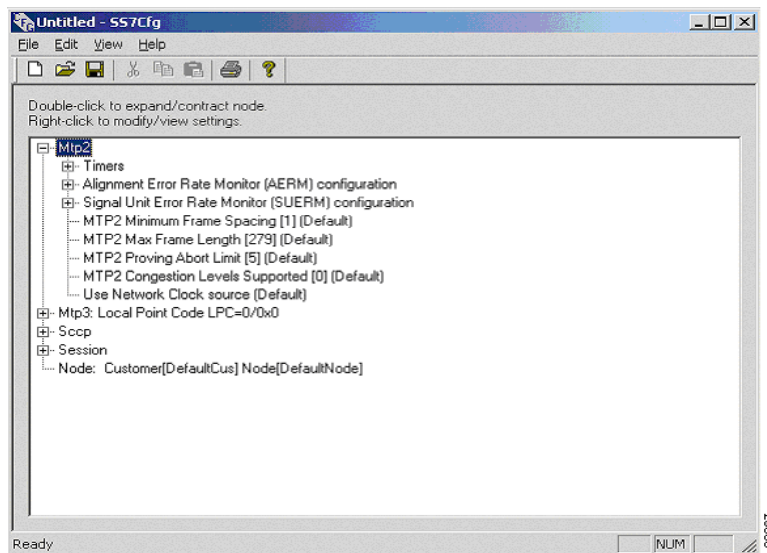 Untitled - SS7Cfg
File Edit View Help
Double-click to expand/contract node.
Right-click to modify/view settings.
Mtp2
Timers
Alignment Error Rate Monitor (AERM) configuration
Signal Unit Error Rate Monitor (SUERM) configuration
MTP2 Minimum Frame Spacing [1] (Default)
MTP2 Max Frame Length [279] (Default)
MTP2 Proving Abort Limit [5] (Default)
MTP2 Congestion Levels Supported [0] (Default)
Use Network Clock source (Default)
Mtp3: Local Point Code LPC=0/0x0
Sccp
Session
Node: Customer[DefaultCus] Node[DefaultNode]
Ready
NUM